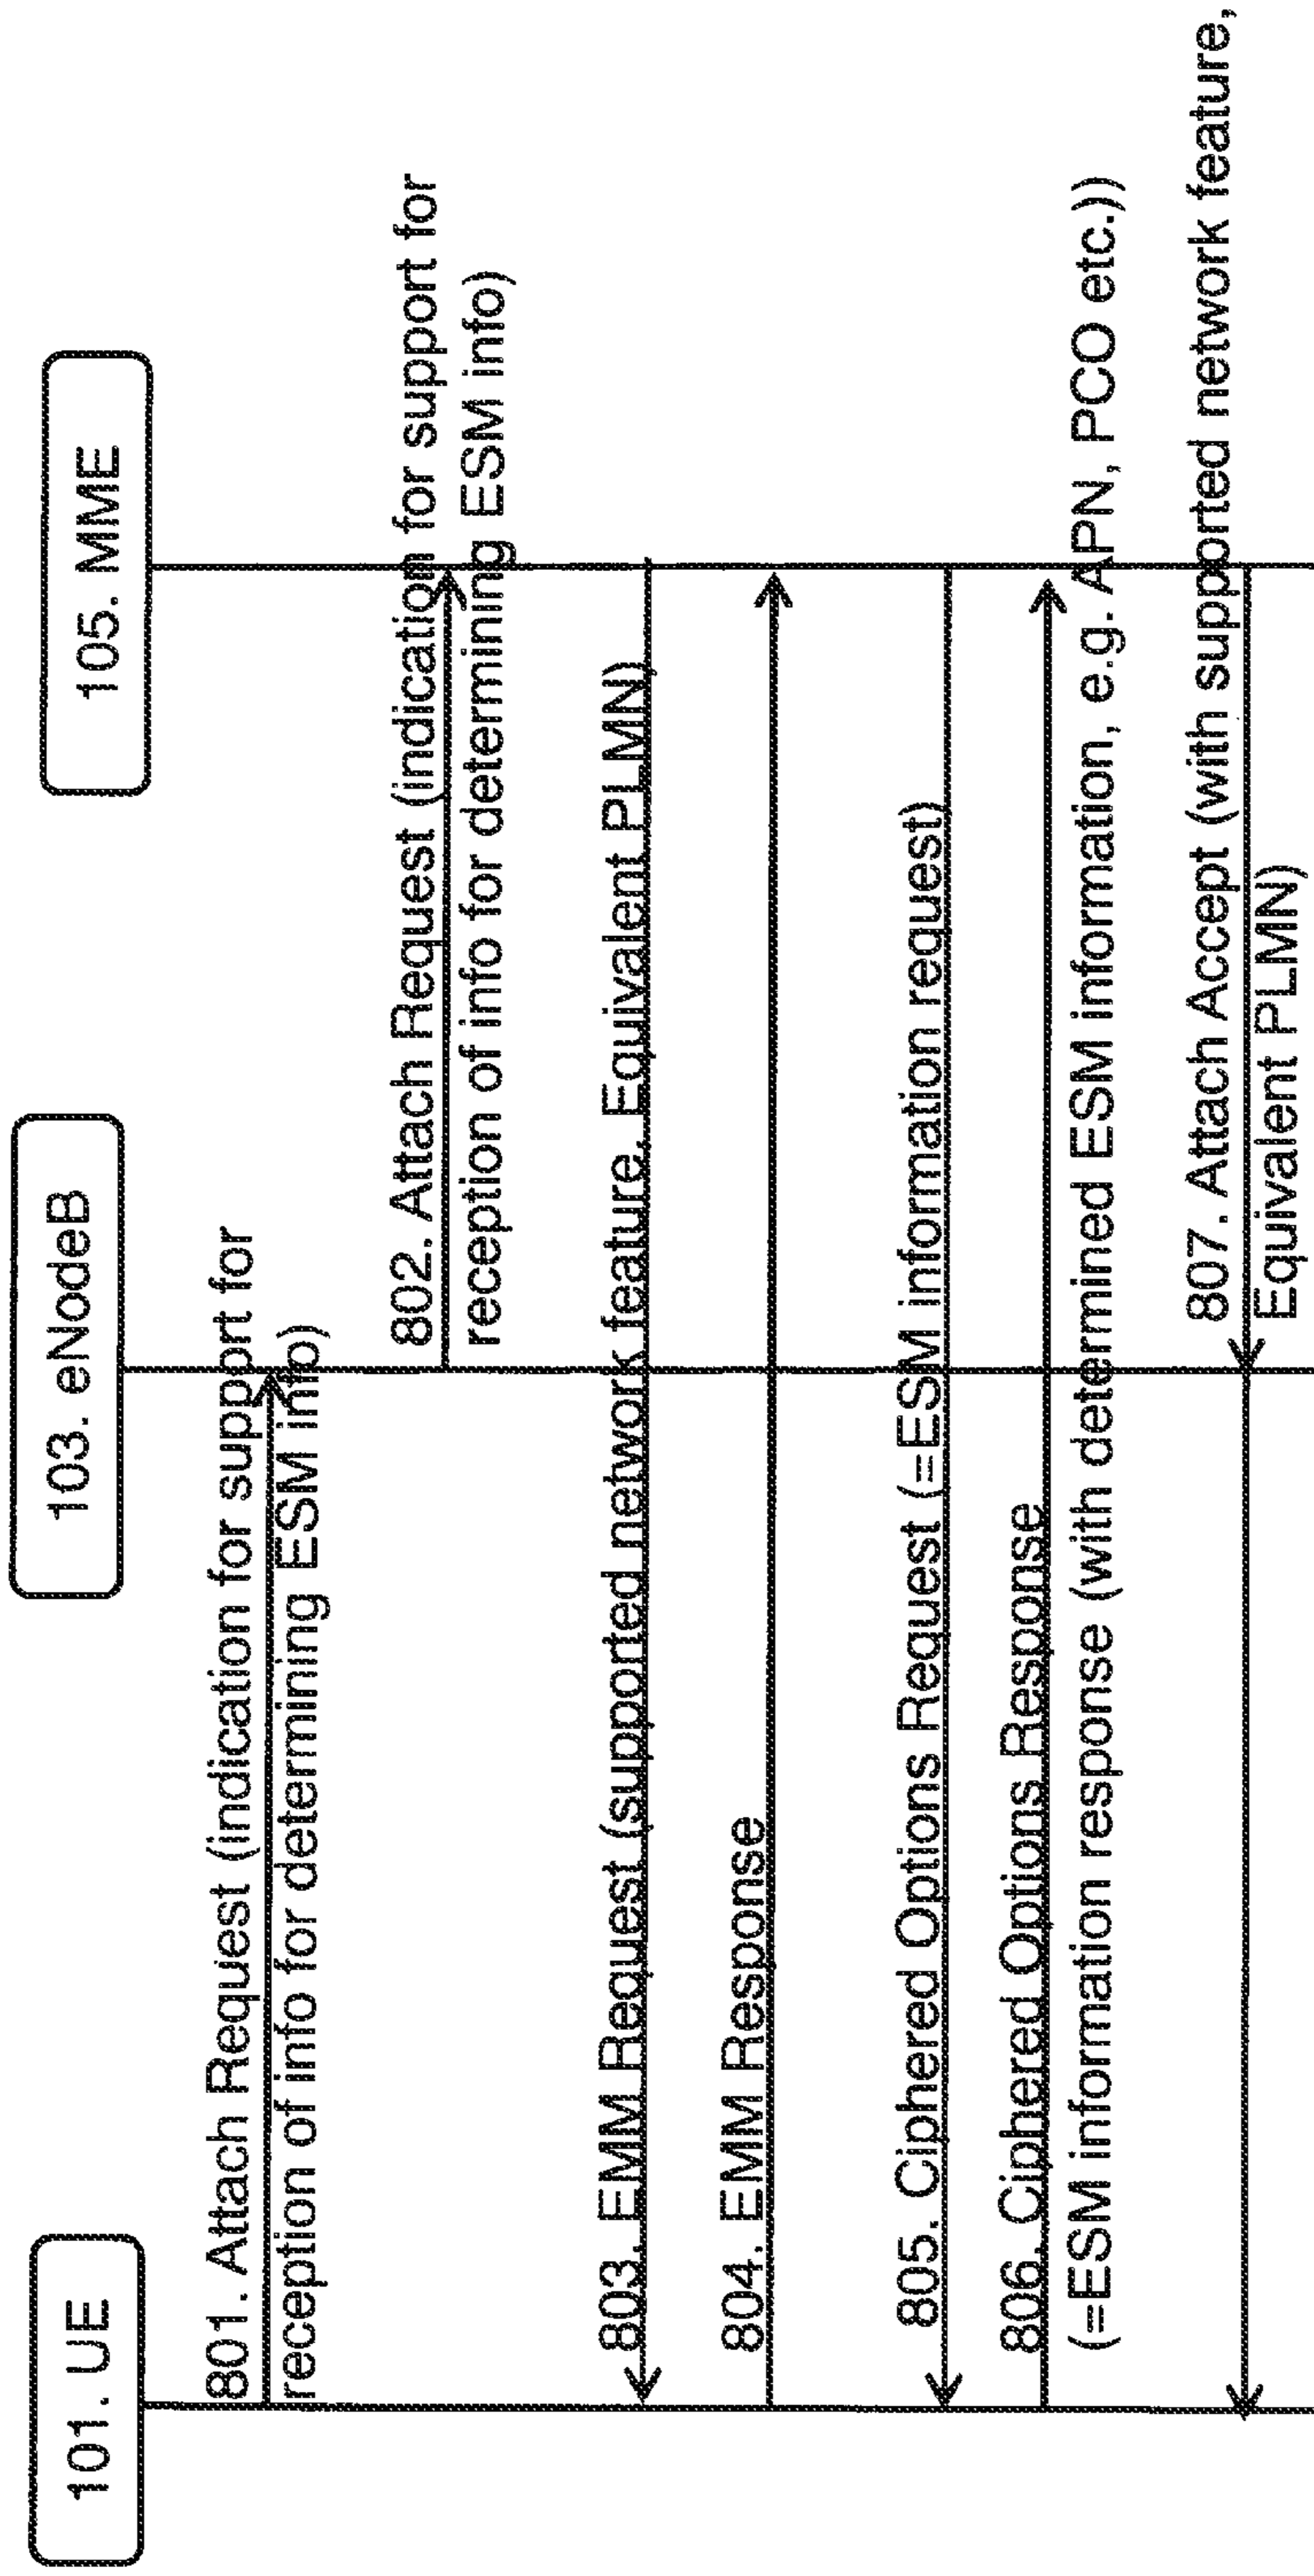 101. UE
103. eNodeB
105. MME
801. Attach Request (indication for support for
reception of info for determining ESM info)
802. Attach Request (indication for support for
reception of info for determining ESM info)
803. EMM Request (supported network feature, Equivalent PLMN)
804. EMM Response
805. Ciphered Options Request (=ESM information request)
806. Ciphered Options Response
(=ESM information response (with determined ESM information, e.g. APN, PCO etc.))
807. Attach Accept (with supported network feature,
Equivalent PLMN)